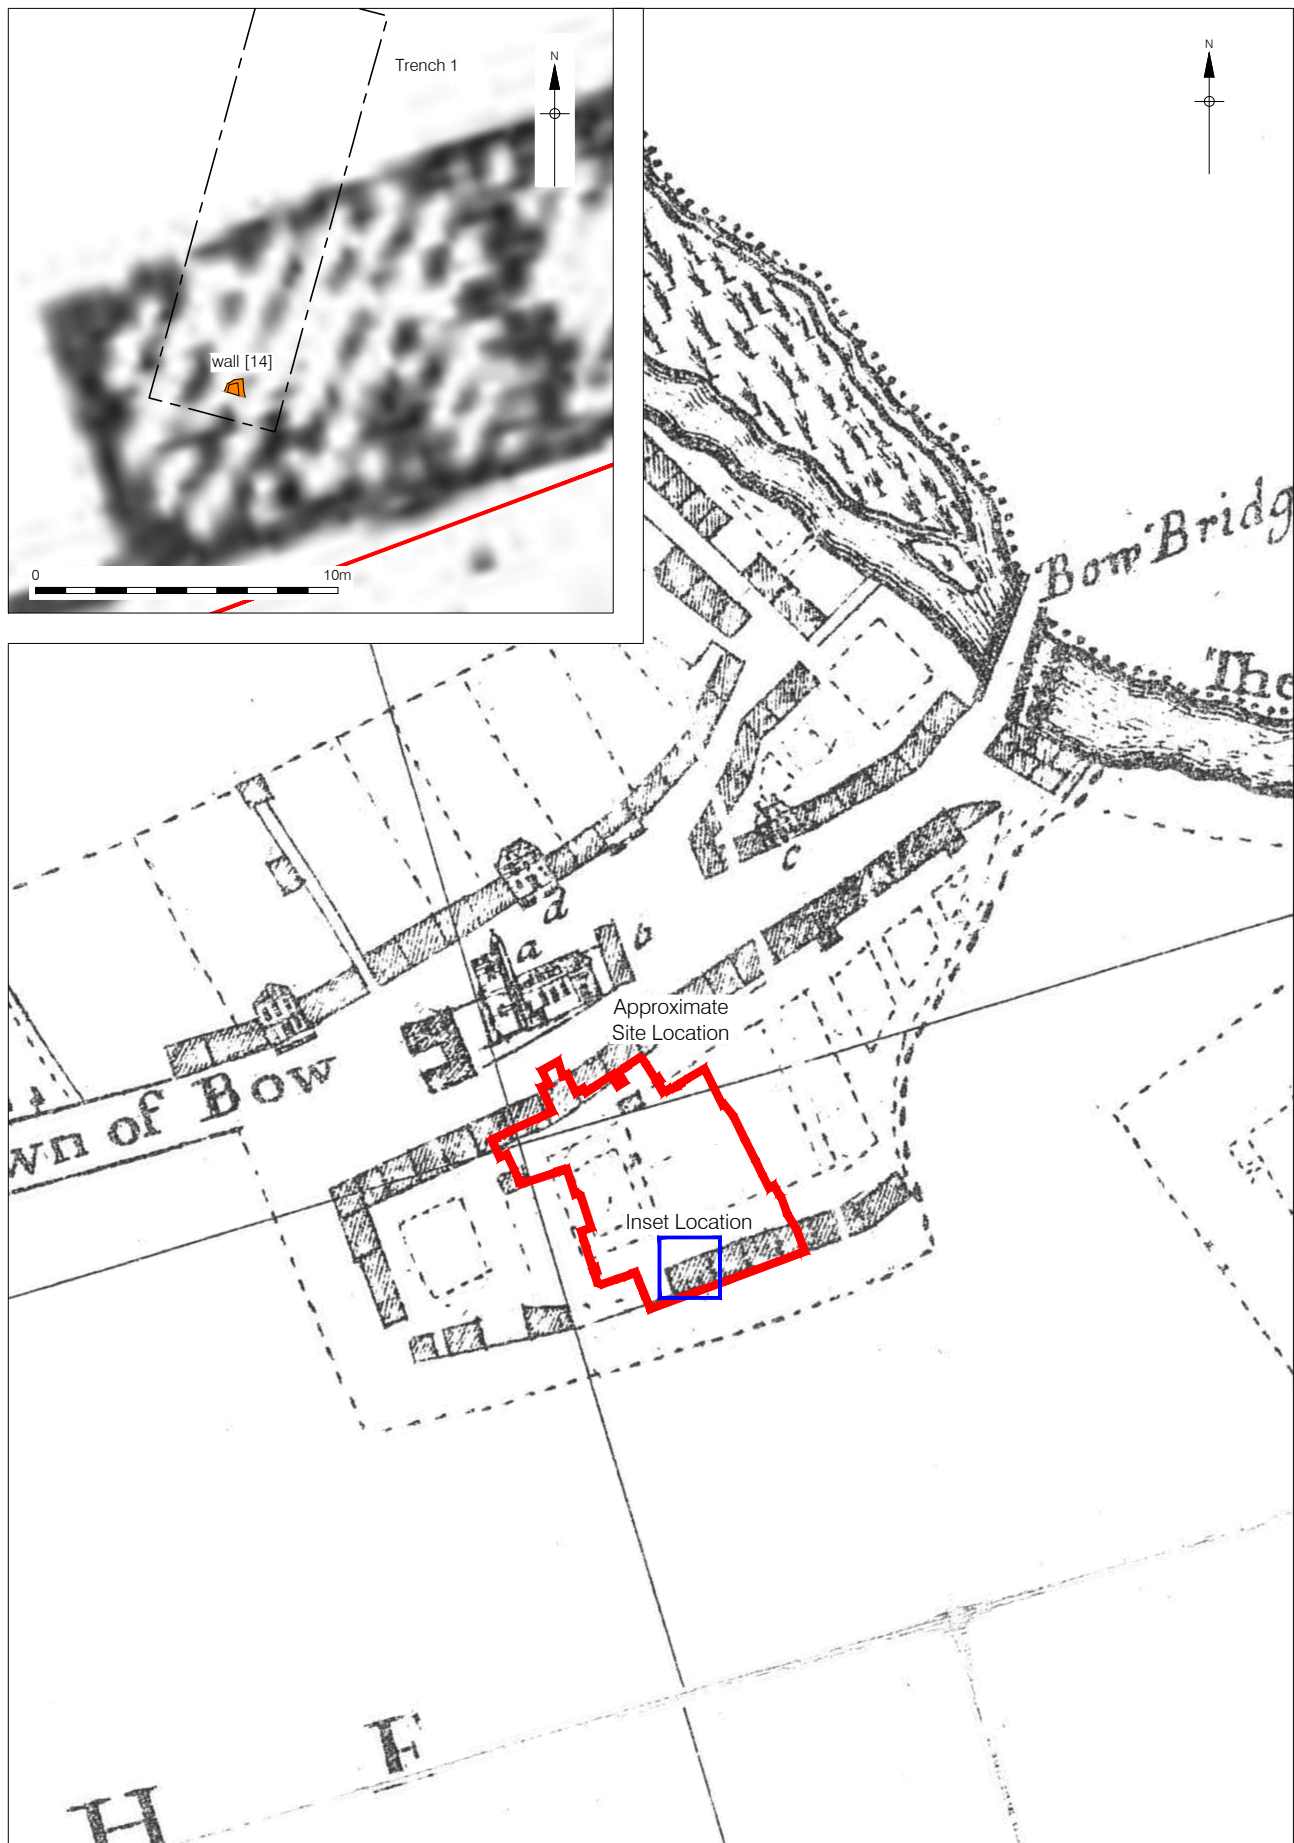 Trench 1
N
wall [14]
0 10m
N
Bow Bridg
The
d
a
b
c
Approximate
Site Location
wn of Bow
Inset Location
F
H